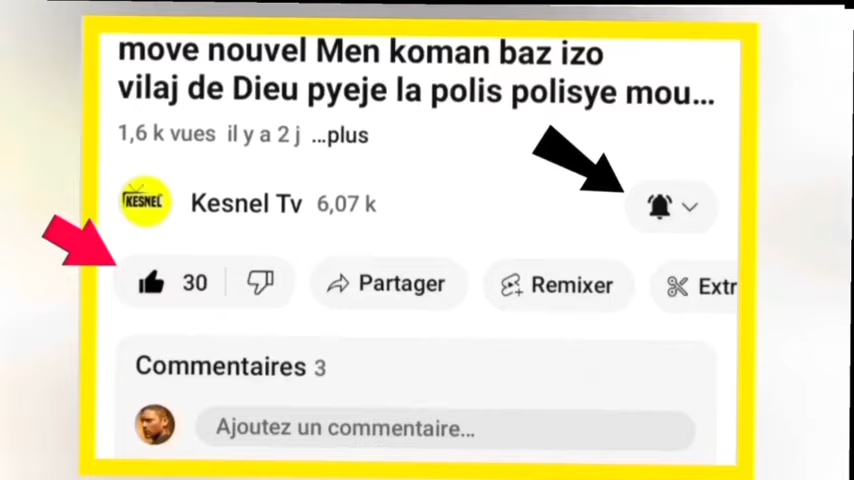 move nouvel Men koman baz izo
vilaj de Dieu pyeje la polis polisye mou...
1,6 k vues il y a 2 j ...plus
KESNEL
Kesnel Tv 6,07 k
30 Partager Remixer Extr
Commentaires 3
Ajoutez un commentaire...